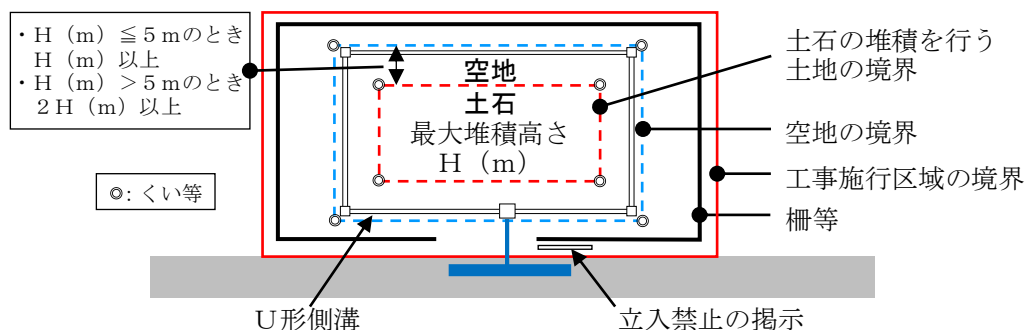 ・Ｈ（ｍ）≦５ｍのとき
Ｈ（ｍ）以上
・Ｈ（ｍ）＞５ｍのとき
２Ｈ（ｍ）以上
◎：くい等
空地
土石
最大堆積高さ
Ｈ（ｍ）
土石の堆積を行う
土地の境界
空地の境界
工事施行区域の境界
柵等
Ｕ形側溝
立入禁止の掲示